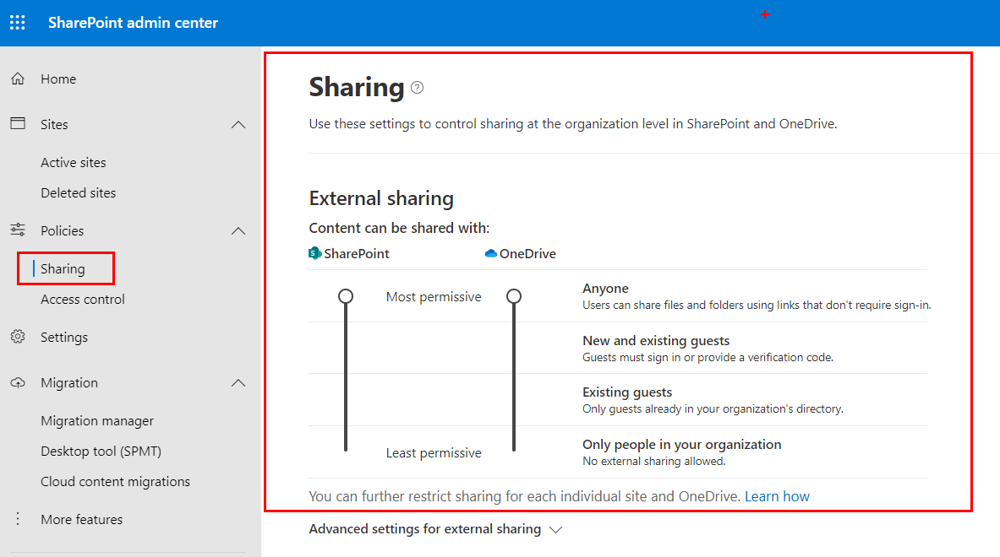 SharePoint admin center
Home
Sites
Active sites
Deleted sites
Policies
Sharing
Access control
Settings
Migration
Migration manager
Desktop tool (SPMT)
Cloud content migrations
More features
Sharing ?
Use these settings to control sharing at the organization level in SharePoint and OneDrive.
External sharing
Content can be shared with:
S SharePoint OneDrive
Most permissive
Anyone
Users can share files and folders using links that don't require sign-in.
New and existing guests
Guests must sign in or provide a verification code.
Existing guests
Only guests already in your organization's directory.
Least permissive
Only people in your organization
No external sharing allowed.
You can further restrict sharing for each individual site and OneDrive. Learn how
Advanced settings for external sharing